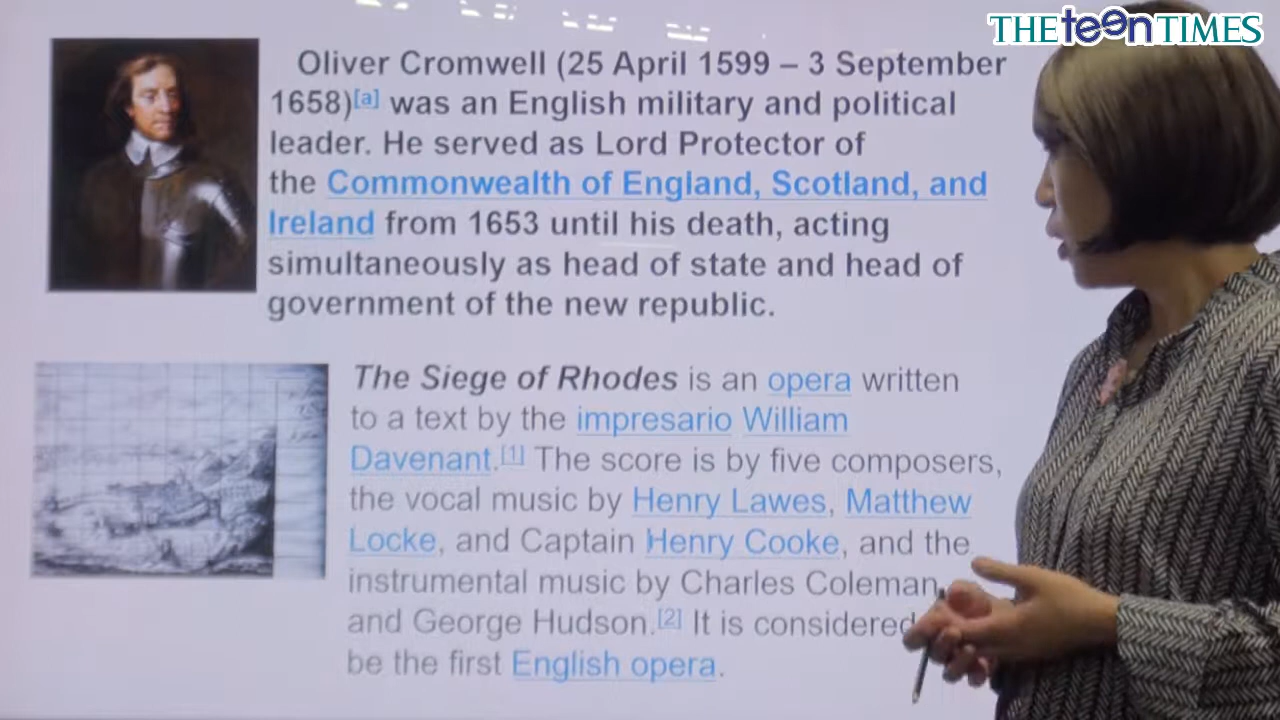 THE teen TIMES
Oliver Cromwell (25 April 1599 – 3 September
1658)[a] was an English military and political
leader. He served as Lord Protector of
the Commonwealth of England, Scotland, and
Ireland from 1653 until his death, acting
simultaneously as head of state and head of
government of the new republic.
The Siege of Rhodes is an opera written
to a text by the impresario William
Davenant.[1] The score is by five composers,
the vocal music by Henry Lawes, Matthew
Locke, and Captain Henry Cooke, and the
instrumental music by Charles Coleman
and George Hudson.[2] It is considered
be the first English opera.